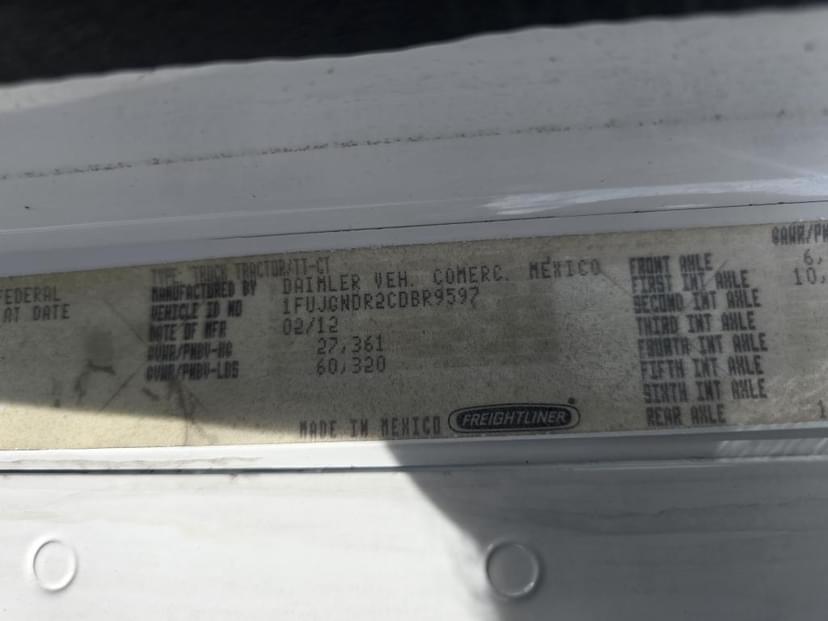 FEDERAL
AT DATE
TYPE: TRUCK TRACTOR/TT-CT
MANUFACTURED BY DAIMLER VEH. COMERC. MEXICO
VEHICLE ID NO 1FUJGNDR2CDBR9597
DATE OF MFR 02/12
GVWR/PNBV-KG 27,361
GVWR/PNBV-LBS 60,320
MADE IN MEXICO FREIGHTLINER
GAWR/PN
FRONT AXLE 6,
FIRST INT AXLE 10,
SECOND INT AXLE
THIRD INT AXLE
FOURTH INT AXLE
FIFTH INT AXLE
SIXTH INT AXLE
REAR AXLE 1